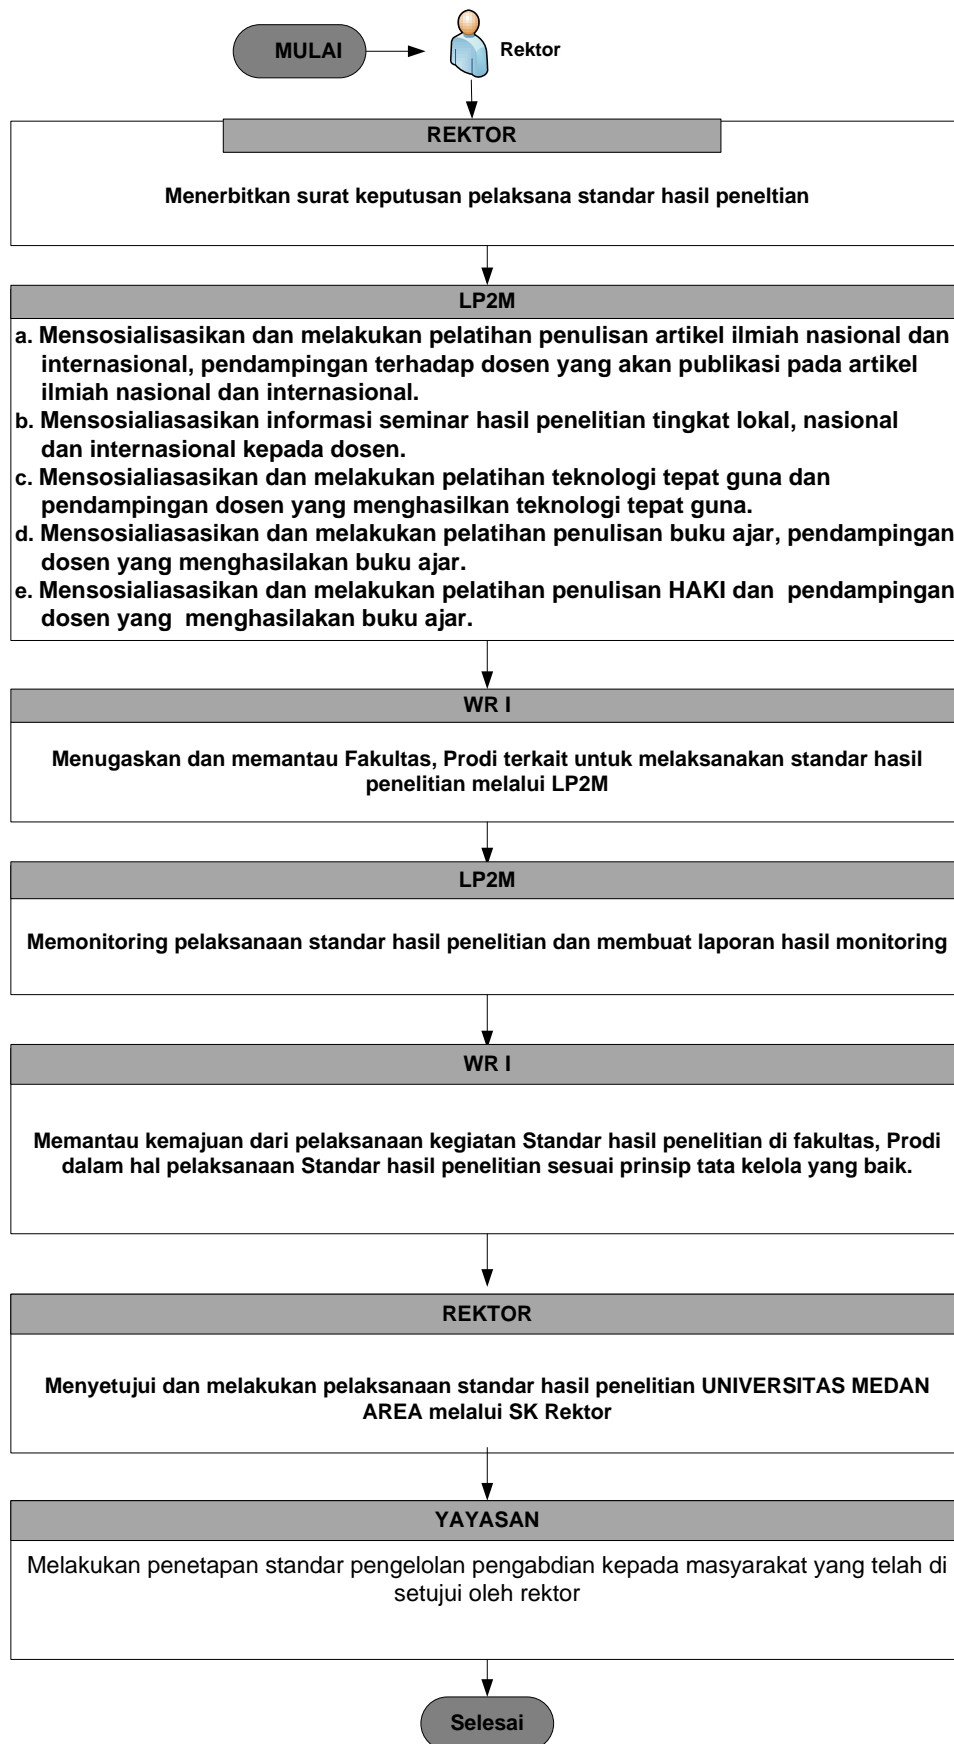 MULAI
Rektor
REKTOR
Menerbitkan surat keputusan pelaksana standar hasil peneltian
LP2M
a. Mensosialisasikan dan melakukan pelatihan penulisan artikel ilmiah nasional dan
internasional, pendampingan terhadap dosen yang akan publikasi pada artikel
ilmiah nasional dan internasional.
b. Mensosialiasasikan informasi seminar hasil penelitian tingkat lokal, nasional
dan internasional kepada dosen.
c. Mensosialiasasikan dan melakukan pelatihan teknologi tepat guna dan
pendampingan dosen yang menghasilkan teknologi tepat guna.
d. Mensosialiasasikan dan melakukan pelatihan penulisan buku ajar, pendampingan
dosen yang menghasilakan buku ajar.
e. Mensosialiasasikan dan melakukan pelatihan penulisan HAKI dan pendampingan
dosen yang menghasilakan buku ajar.
WR I
Menugaskan dan memantau Fakultas, Prodi terkait untuk melaksanakan standar hasil
penelitian melalui LP2M
LP2M
Memonitoring pelaksanaan standar hasil penelitian dan membuat laporan hasil monitoring
WR I
Memantau kemajuan dari pelaksanaan kegiatan Standar hasil penelitian di fakultas, Prodi
dalam hal pelaksanaan Standar hasil penelitian sesuai prinsip tata kelola yang baik.
REKTOR
Menyetujui dan melakukan pelaksanaan standar hasil penelitian UNIVERSITAS MEDAN
AREA melalui SK Rektor
YAYASAN
Melakukan penetapan standar pengelolan pengabdian kepada masyarakat yang telah di
setujui oleh rektor
Selesai